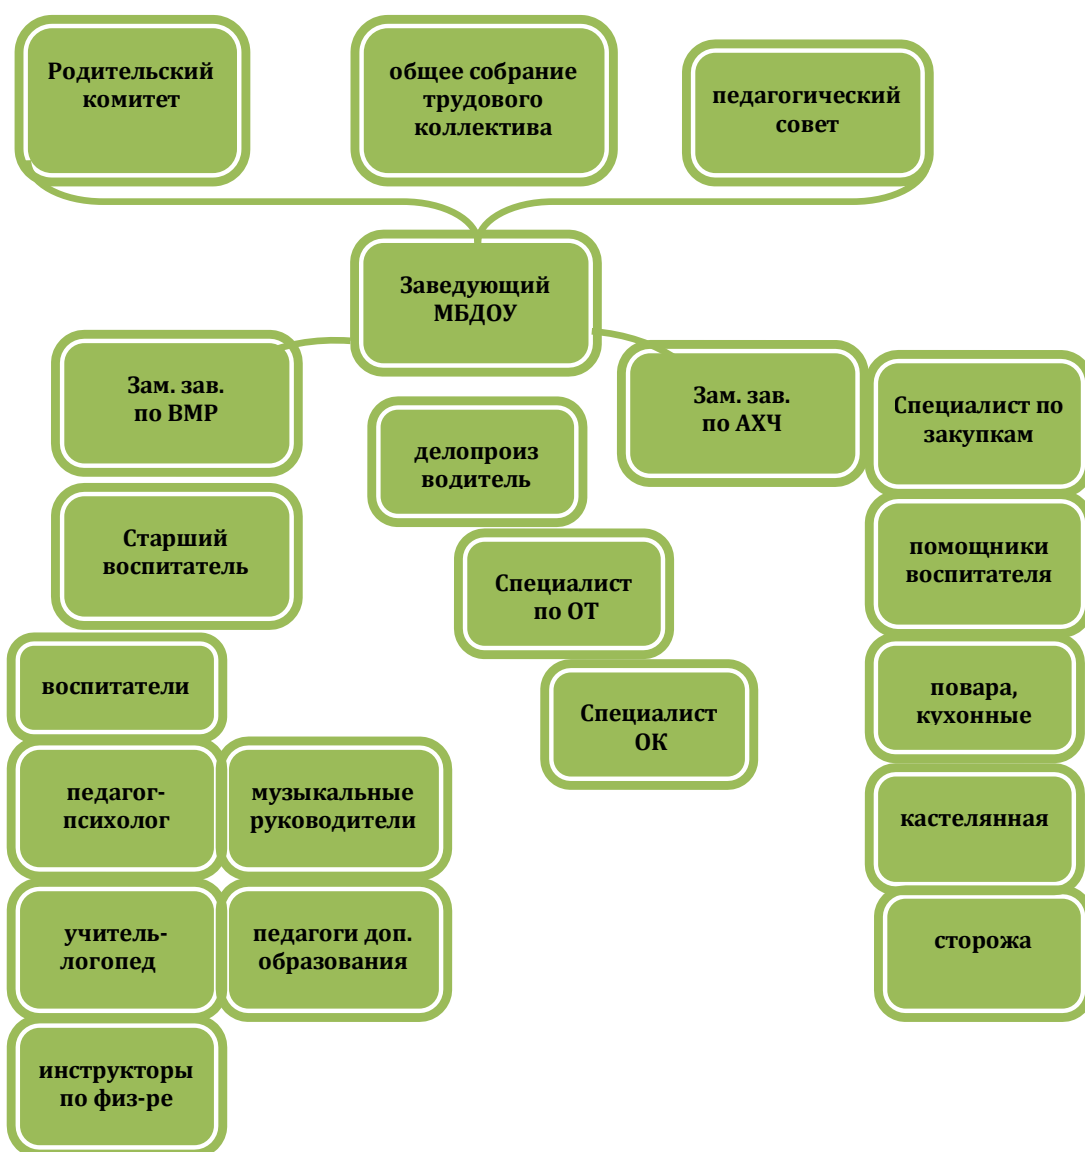 Родительский
комитет
общее собрание
трудового
коллектива
педагогический
совет
Заведующий
МБДОУ
Зам. зав.
по ВМР
Зам. зав.
по АХЧ
Специалист по
закупкам
делопроиз
водитель
Старший
воспитатель
помощники
воспитателя
Специалист
по ОТ
воспитатели
повара,
кухонные
Специалист
ОК
педагог-
психолог
музыкальные
руководители
кастелянная
учитель-
логопед
педагоги доп.
образования
сторожа
инструкторы
по физ-ре